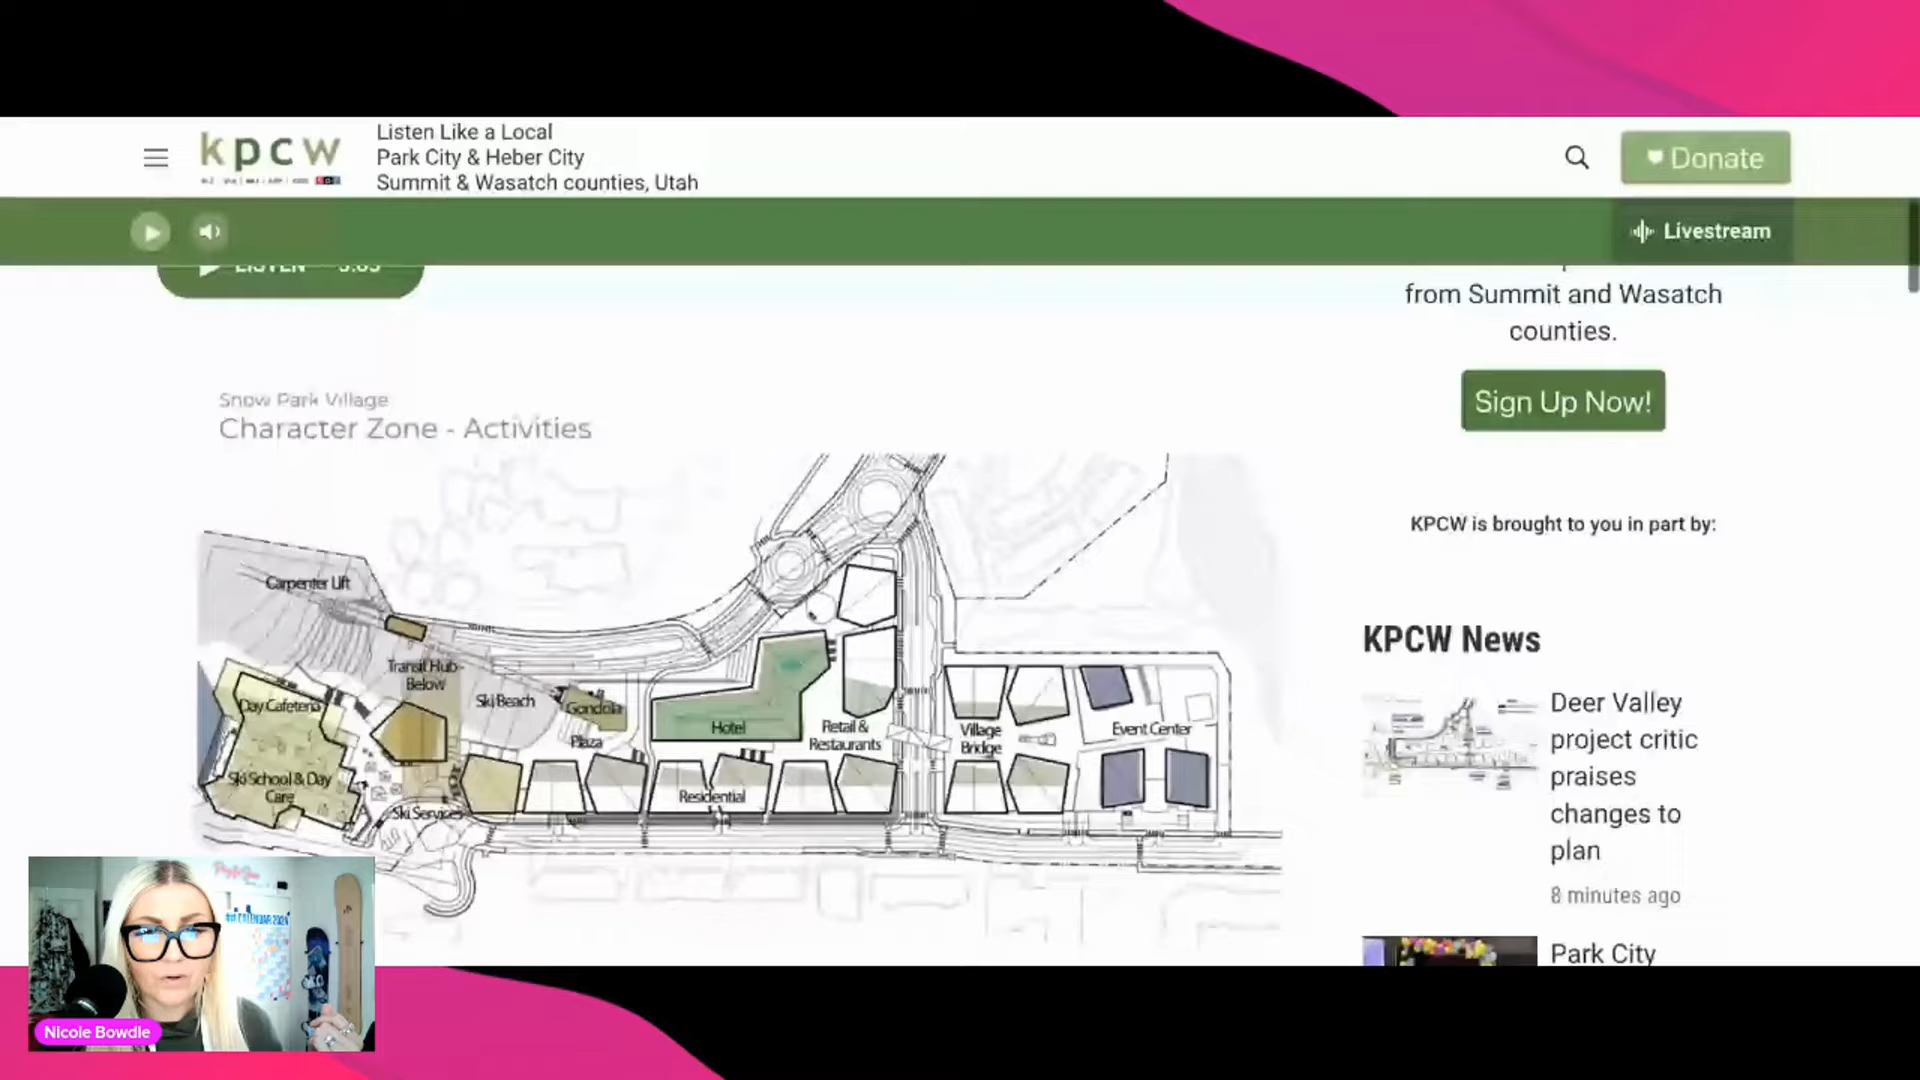 kpcw
Listen Like a Local
Park City & Heber City
Summit & Wasatch counties, Utah
Donate
Livestream
LISTEN
from Summit and Wasatch
counties.
Sign Up Now!
Snow Park Village
Character Zone - Activities
KPCW is brought to you in part by:
Carpenter Lift
Transit Hub-
Below
Ski Beach
Gondola
Plaza
Day Cafeteria
Ski School & Day
Care
Ski Services
Hotel
Residential
Retail &
Restaurants
Village
Bridge
Event Center
KPCW News
Deer Valley
project critic
praises
changes to
plan
8 minutes ago
Park City
CALENDAR 2024
Nicole Bowdle